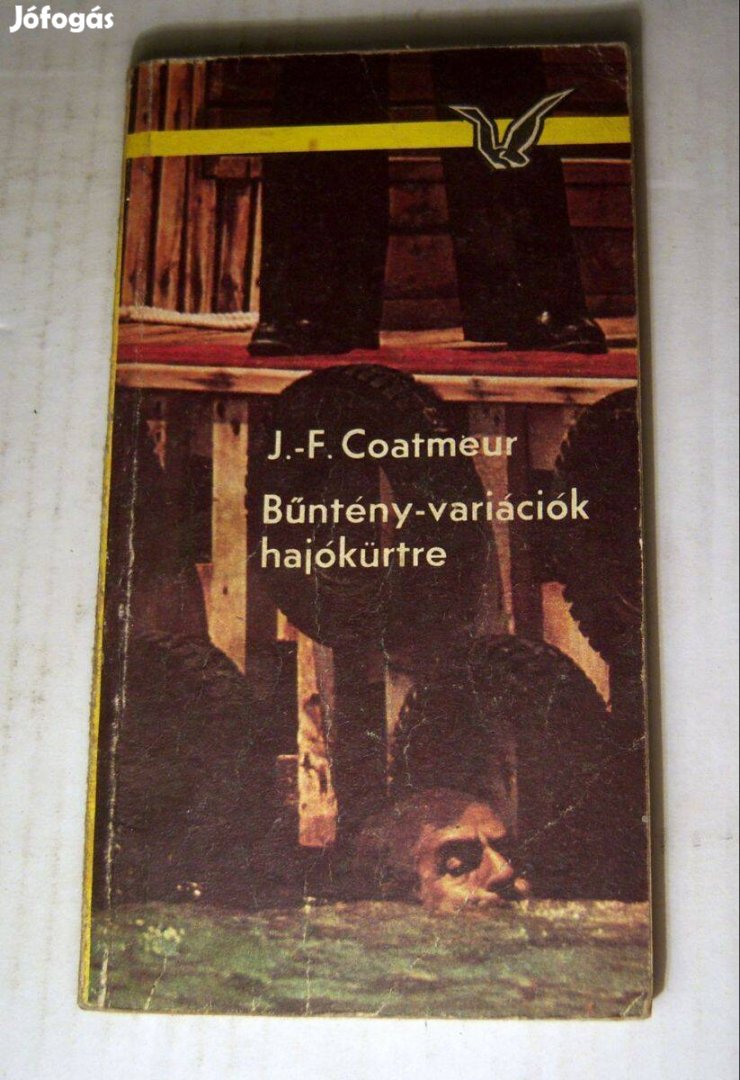 Jófogás
J.-F. Coatmeur
Bűntény-variációk
hajókürtre